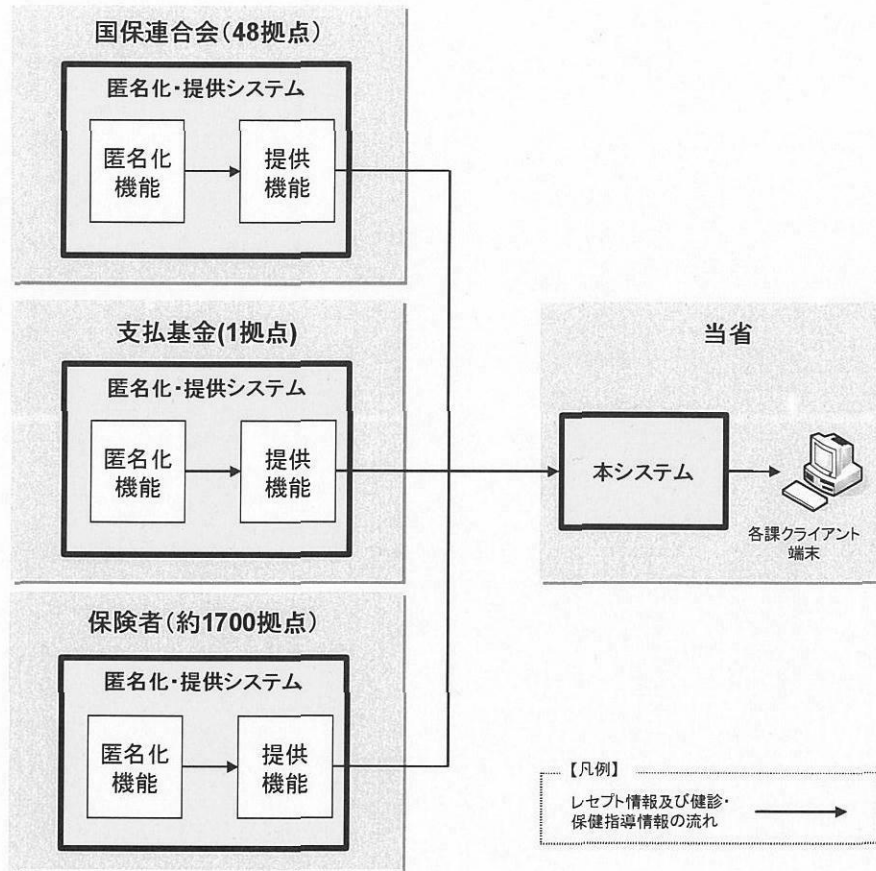 国保連合会(48拠点)
匿名化・提供システム
匿名化
機能
提供
機能
支払基金(1拠点)
匿名化・提供システム
匿名化
機能
提供
機能
当省
本システム
各課クライアント
端末
保険者(約1700拠点)
匿名化・提供システム
匿名化
機能
提供
機能
【凡例】
レセプト情報及び健診・
保健指導情報の流れ